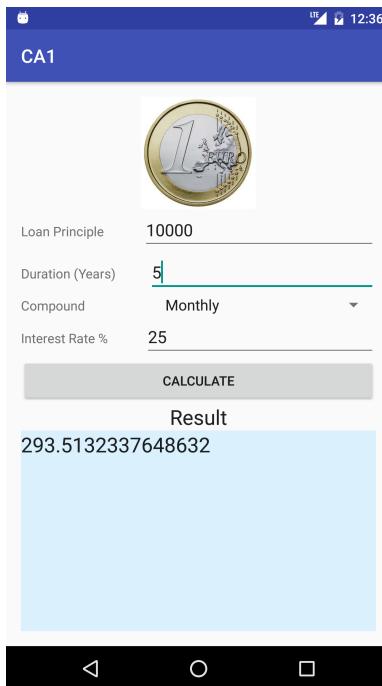 LTE 12:36
CA1
1 EURO
Loan Principle 10000
Duration (Years) 5
Compound Monthly
Interest Rate % 25
CALCULATE
Result
293.5132337648632